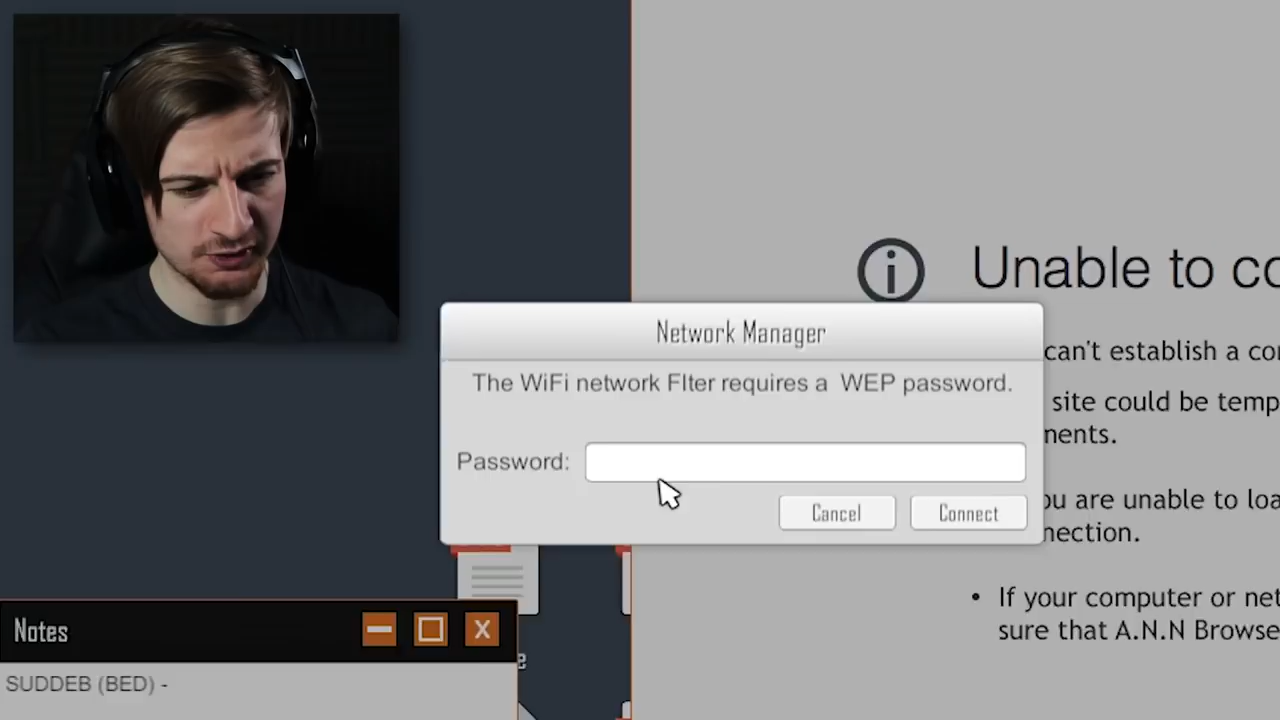 Unable to co
Network Manager
The WiFi network FIter requires a WEP password.
can't establish a con
site could be temp
ments.
Password:
Cancel
Connect
ou are unable to loa
nection.
• If your computer or net
sure that A.N.N Browse
Notes
e
SUDDEB (BED) -